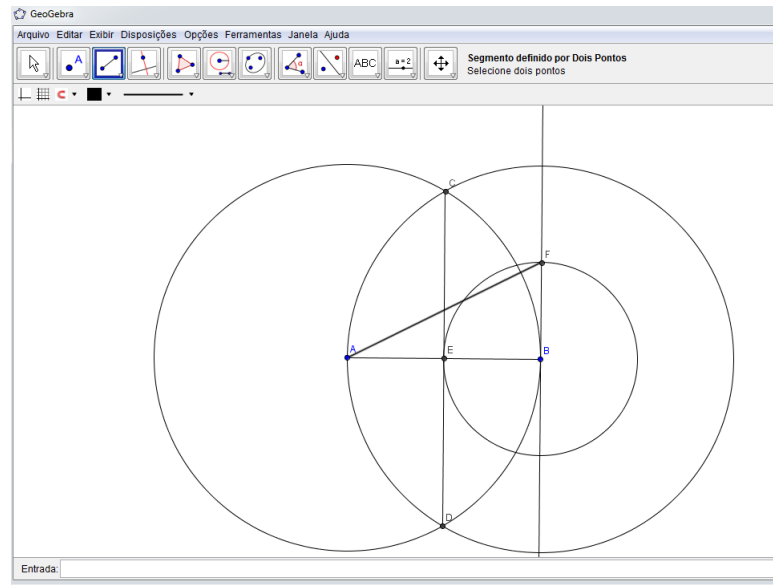 GeoGebra
Arquivo Editar Exibir Disposições Opções Ferramentas Janela Ajuda
A
α
ABC
a=2
Segmento definido por Dois Pontos
Selecione dois pontos
C
F
A
E
B
D
Entrada: